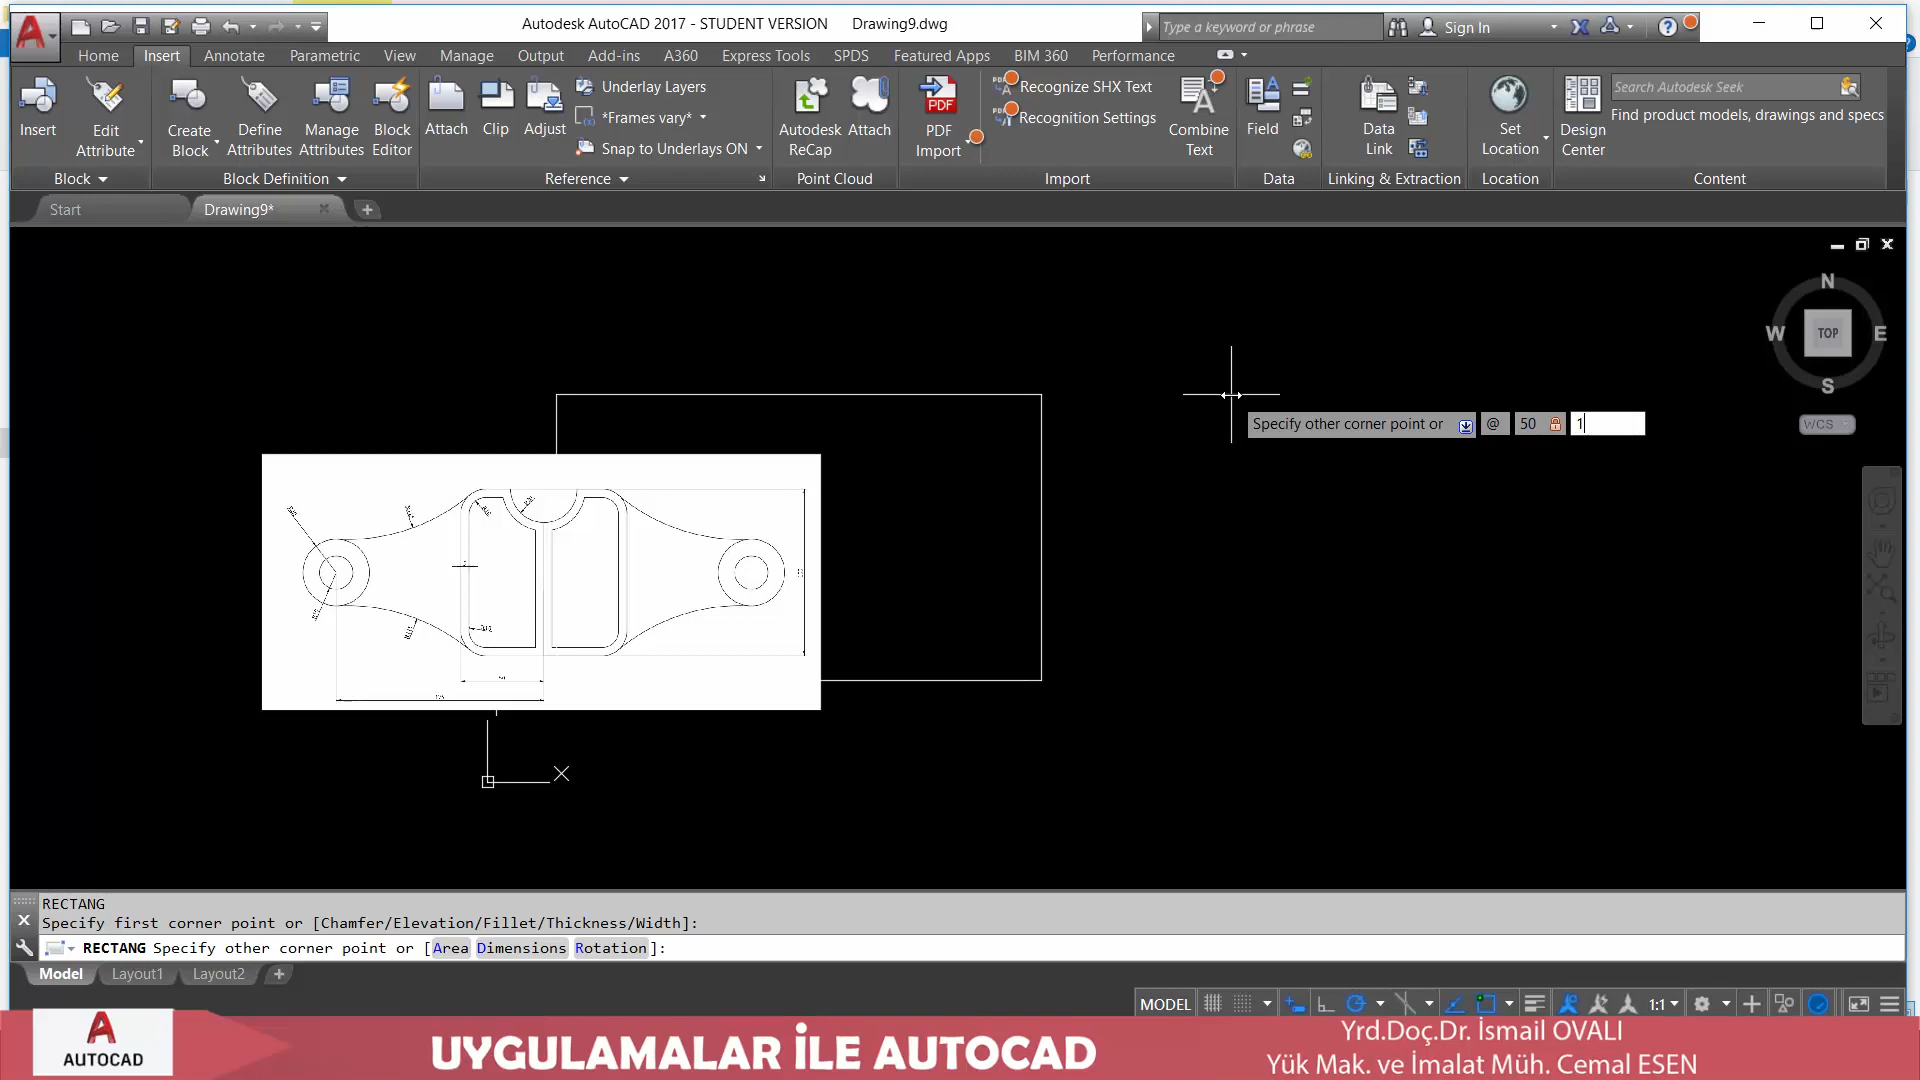 Autodesk AutoCAD 2017 - STUDENT VERSION Drawing9.dwg
Type a keyword or phrase
Sign In
Home Insert Annotate Parametric View Manage Output Add-ins A360 Express Tools SPDS Featured Apps BIM 360 Performance
Insert
Edit
Attribute
Create
Block
Define
Attributes
Manage
Attributes
Block
Editor
Attach
Clip
Adjust
Underlay Layers
*Frames vary*
Snap to Underlays ON
Autodesk
ReCap
Attach
PDF
Import
Recognize SHX Text
Recognition Settings
Combine
Text
Field
Data
Link
Set
Location
Design
Center
Search Autodesk Seek
Find product models, drawings and specs
Block
Block Definition
Reference
Point Cloud
Import
Data
Linking & Extraction
Location
Content
Start
Drawing9*
N
W
TOP
E
S
WCS
Specify other corner point or @ 50 1
X
RECTANG
Specify first corner point or [Chamfer/Elevation/Fillet/Thickness/Width]:
RECTANG Specify other corner point or [Area Dimensions Rotation]:
Model Layout1 Layout2
MODEL
1:1
AUTOCAD
UYGULAMALAR İLE AUTOCAD
Yrd.Doç.Dr. İsmail OVALI
Yük Mak. ve İmalat Müh. Cemal ESEN